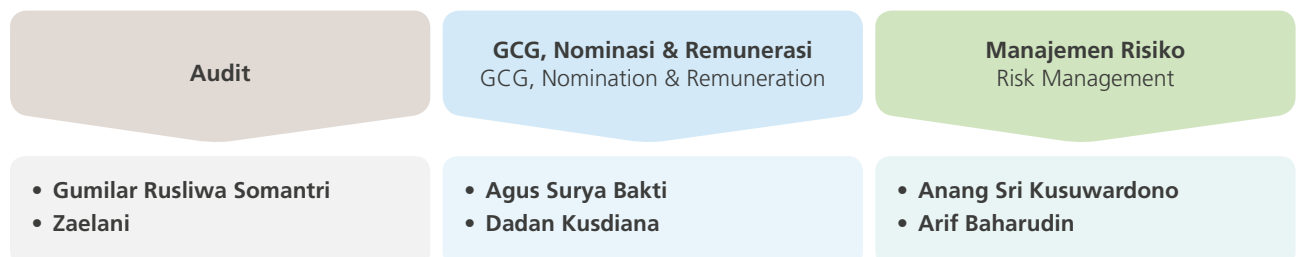 Audit
GCG, Nominasi & Remunerasi
GCG, Nomination & Remuneration
Manajemen Risiko
Risk Management
• Gumilar Rusliwa Somantri
• Zaelani
• Agus Surya Bakti
• Dadan Kusdiana
• Anang Sri Kusuwardono
• Arif Baharudin